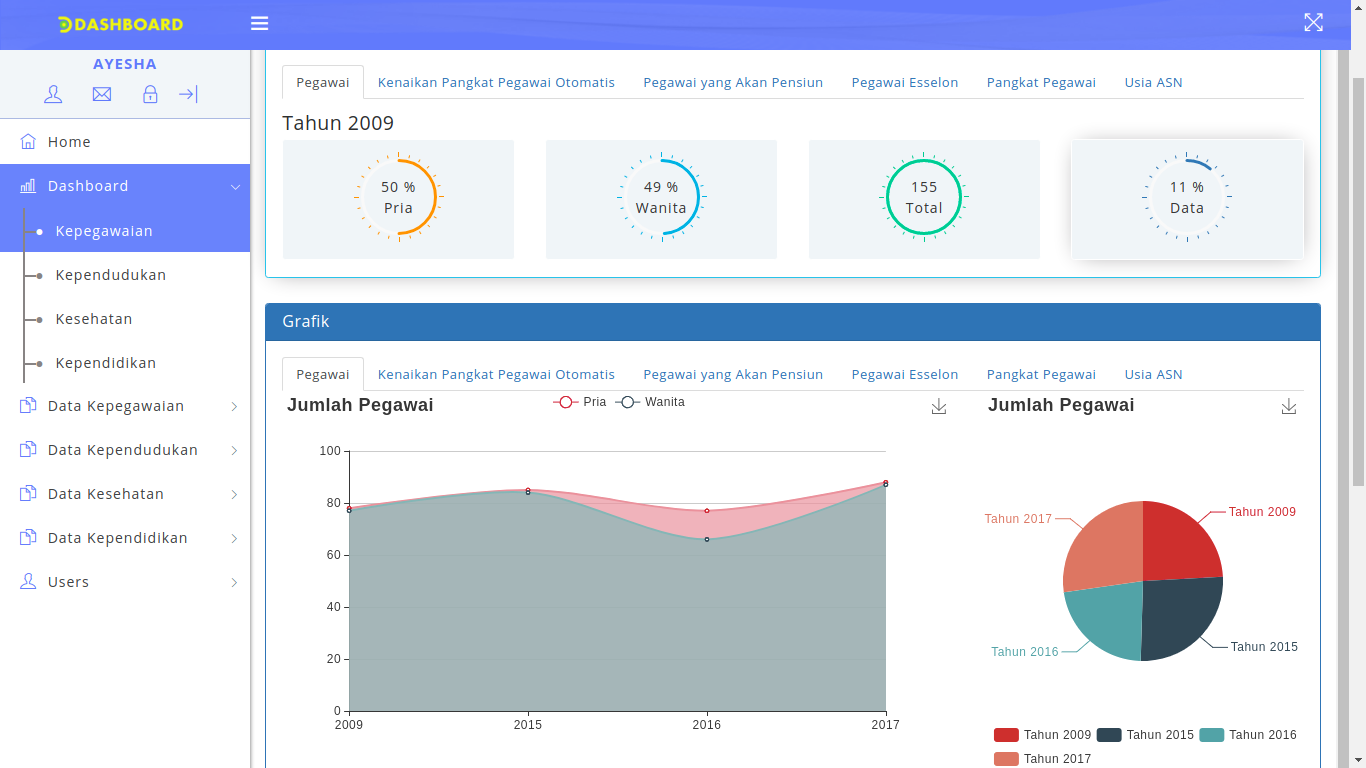 DASHBOARD
AYESHA
Home
Dashboard
Kepegawaian
Kependudukan
Kesehatan
Kependidikan
Data Kepegawaian
Data Kependudukan
Data Kesehatan
Data Kependidikan
Users
Pegawai Kenaikan Pangkat Pegawai Otomatis Pegawai yang Akan Pensiun Pegawai Esselon Pangkat Pegawai Usia ASN
Tahun 2009
50 %
Pria
49 %
Wanita
155
Total
11 %
Data
Grafik
Pegawai Kenaikan Pangkat Pegawai Otomatis Pegawai yang Akan Pensiun Pegawai Esselon Pangkat Pegawai Usia ASN
Jumlah Pegawai
Pria Wanita
100
80
60
40
20
0
2009 2015 2016 2017
Jumlah Pegawai
Tahun 2017
Tahun 2009
Tahun 2016
Tahun 2015
Tahun 2009 Tahun 2015 Tahun 2016
Tahun 2017